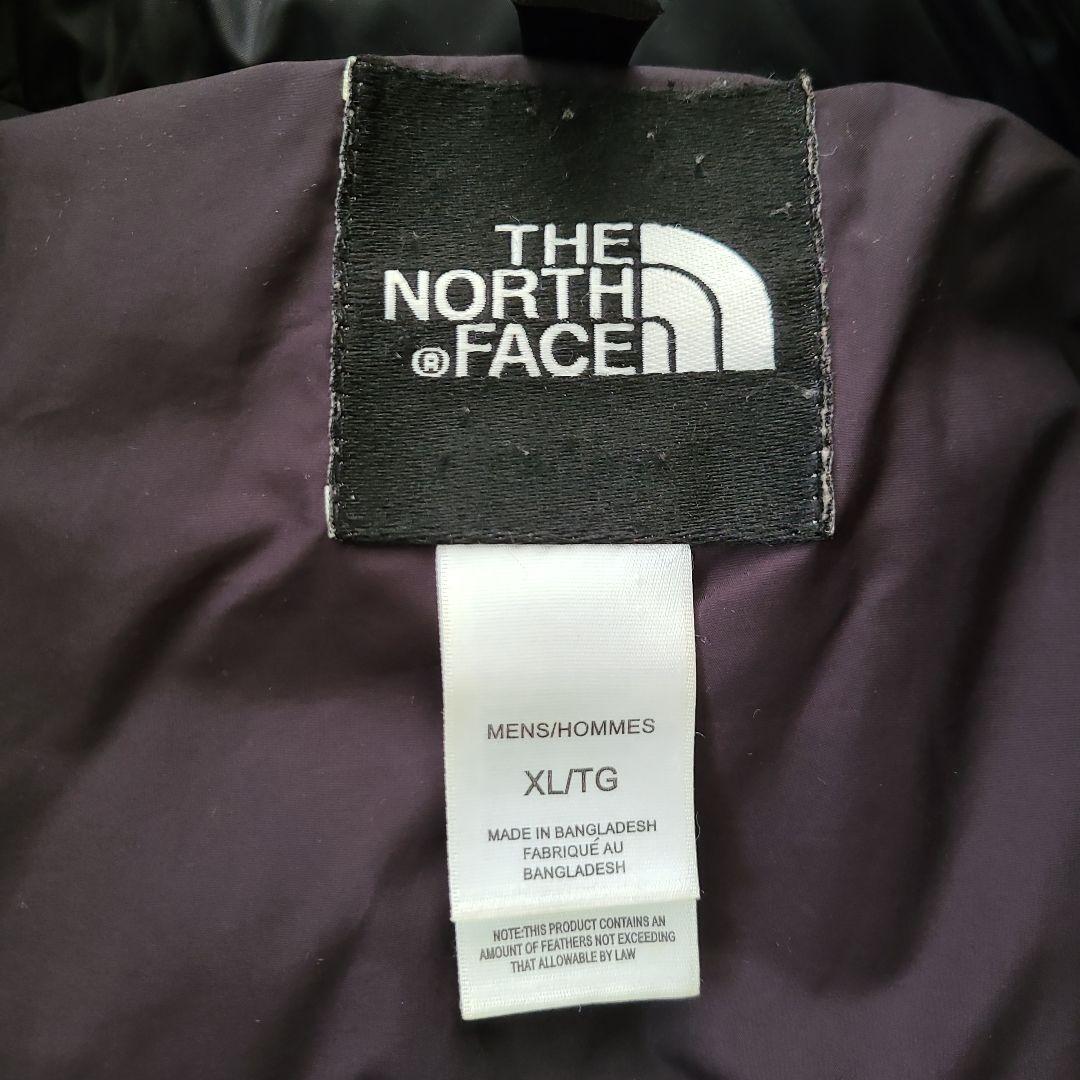 THE
NORTH
® FACE
MENS/HOMMES
XL/TG
MADE IN BANGLADESH
FABRIQUÉ AU
BANGLADESH
NOTE:THIS PRODUCT CONTAINS AN
AMOUNT OF FEATHERS NOT EXCEEDING
THAT ALLOWABLE BY LAW